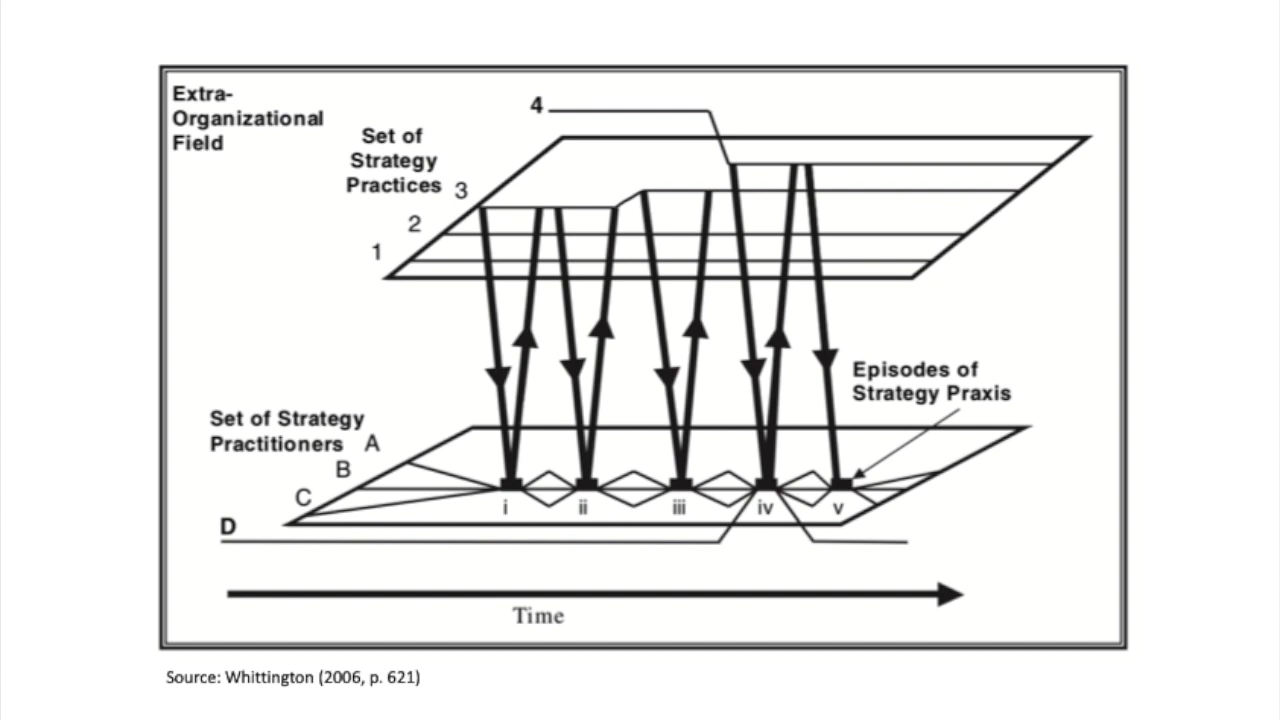 Extra-
Organizational
Field
4
Set of
Strategy
Practices
3
2
1
Episodes of
Strategy Praxis
Set of Strategy
Practitioners
A
B
C
D
i
ii
iii
iv
v
Time
Source: Whittington (2006, p. 621)